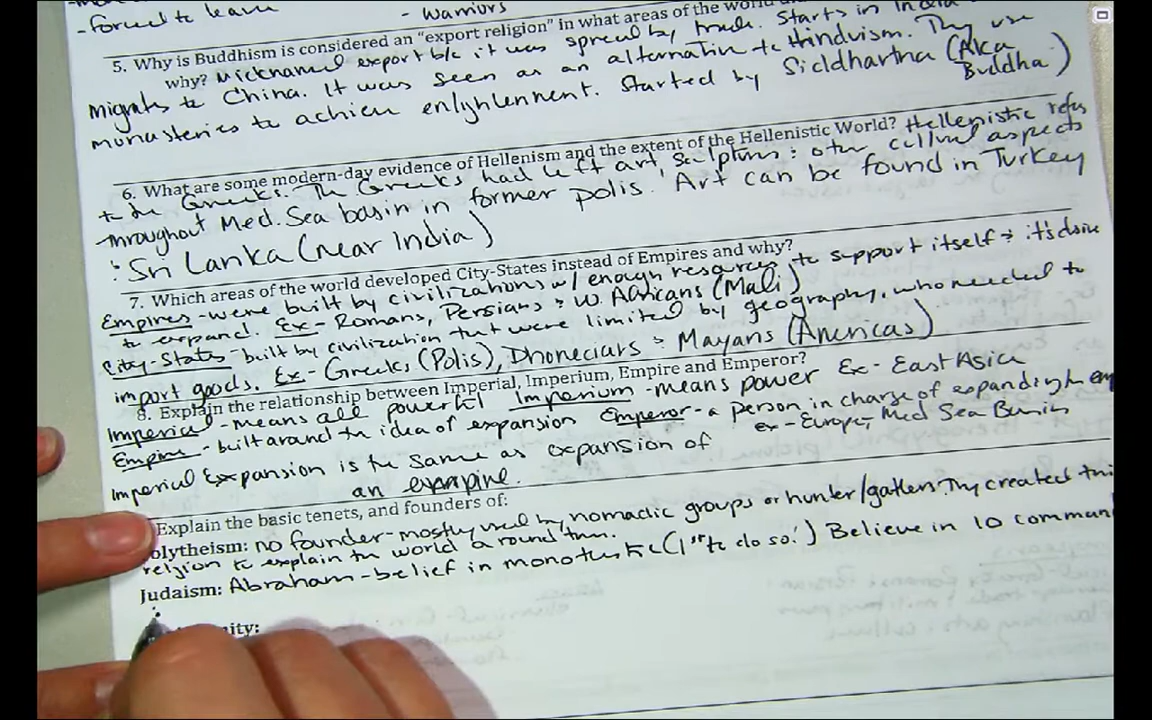 -forced to leave
- warriors
5. Why is Buddhism is considered an “export religion” in what areas of the world
why? Nicknamed export b/c it was spread by trade. Starts in India
migrats to China. It was seen as an alternative to Hinduism. They use
monasteries to achieve enlyhlennent. Started by Siddhartha (Aka Buddha)
6. What are some modern-day evidence of Hellenism and the extent of the Hellenistic World? Hellenistic refers
to the Greeks. The Greeks had left art, sculptures : other cultural aspects
throughout Med. Sea basin in former polis. Art can be found in Turkey
: Sri Lanka (near India)
7. Which areas of the world developed City-States instead of Empires and why?
Empires - were built by civilizations w/ enough resources to support itself : it's desire
to expand. Ex- Romans, Persians : W. Africans (Mali)
City-States - built by civilization that were limited by geography, who needed to
import goods. Ex- Greeks (Polis), Phoneciars : Mayans (Americas)
8. Explain the relationship between Imperial, Imperium, Empire and Emperor?
Imperial - means all powerful Imperium - means power Ex- East Asia
Empire - built around the idea of expansion Emperor - a person in charge of expanding the emp
ex- Europe, Med Sea Basin
Imperial Expansion is the same as expansion of
an empire.
Explain the basic tenets, and founders of:
olytheism: no founder - mostly used by nomadic groups or hunter/gatherers. They created this
religion to explain the world around them.
Judaism: Abraham - belief in monotustic (1st to do so!) Believe in 10 comman
nity: